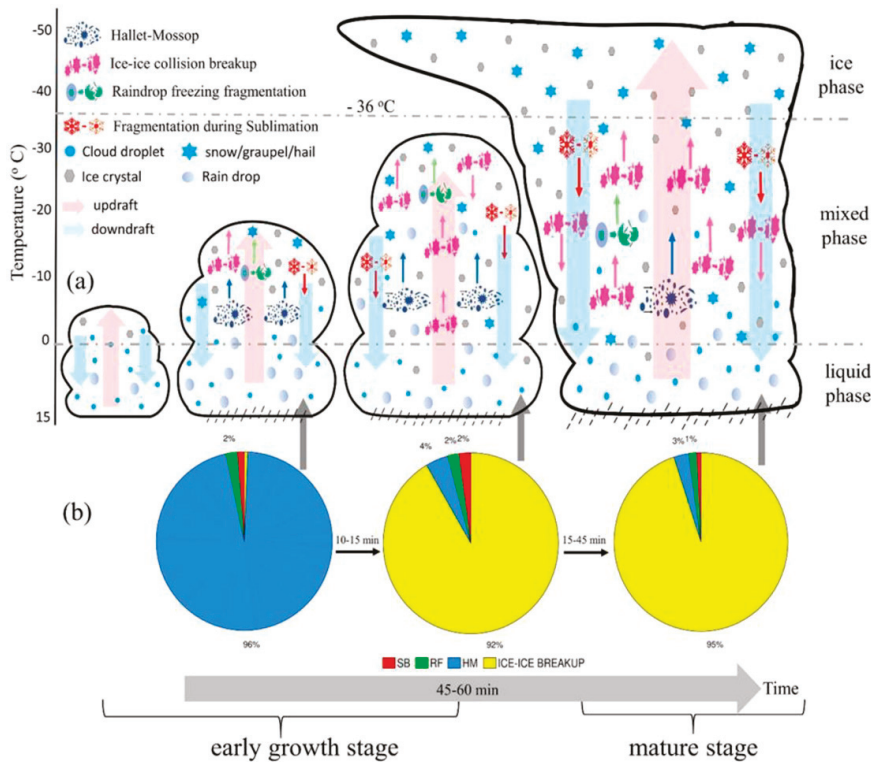 -50
-40
-30
-20
-10
0
15
Temperature (° C)
Hallet-Mossop
Ice-ice collision breakup
Raindrop freezing fragmentation
- 36 °C
Fragmentation during Sublimation
Cloud droplet
snow/graupel/hail
Ice crystal
Rain drop
updraft
downdraft
(a)
ice
phase
mixed
phase
liquid
phase
(b)
2%
96%
10-15 min
4%
2%
2%
92%
15-45 min
3%
1%
95%
SB RF HM ICE-ICE BREAKUP
45-60 min
Time
early growth stage
mature stage